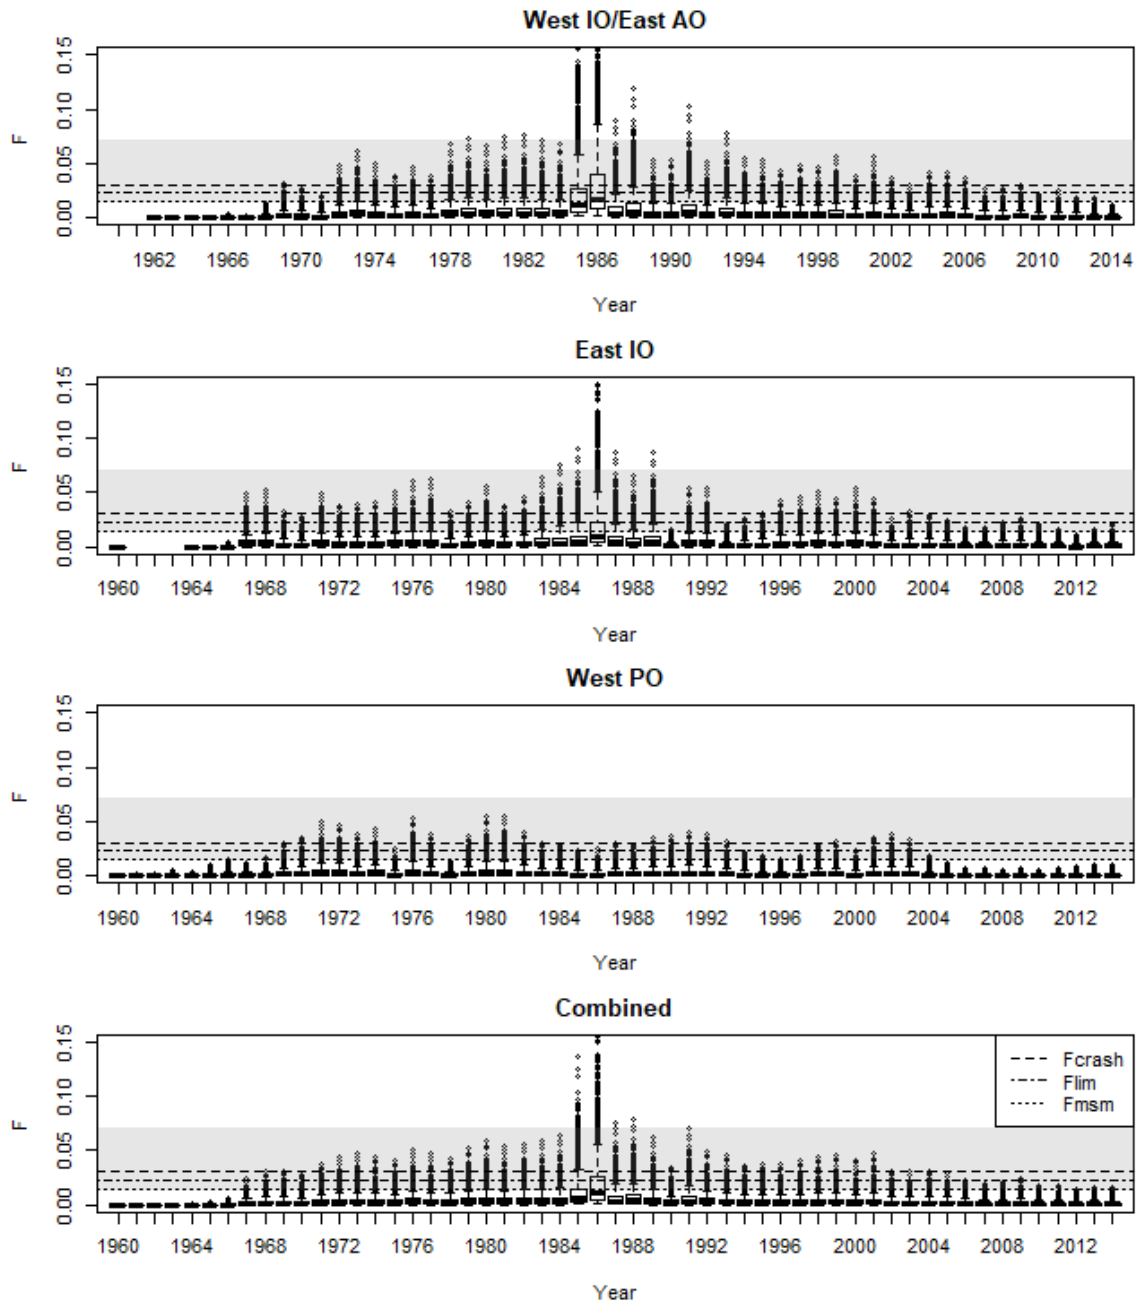 West IO/East AO
F
0.00 0.05 0.10 0.15
1962 1966 1970 1974 1978 1982 1986 1990 1994 1998 2002 2006 2010 2014
Year
East IO
F
0.00 0.05 0.10 0.15
1960 1964 1968 1972 1976 1980 1984 1988 1992 1996 2000 2004 2008 2012
Year
West PO
F
0.00 0.05 0.10 0.15
1960 1964 1968 1972 1976 1980 1984 1988 1992 1996 2000 2004 2008 2012
Year
Combined
F
0.00 0.05 0.10 0.15
Fcrash
Flim
Fmsm
1960 1964 1968 1972 1976 1980 1984 1988 1992 1996 2000 2004 2008 2012
Year